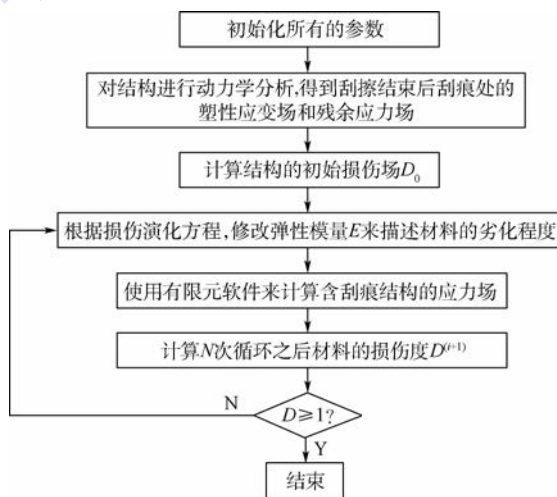 初始化所有的参数
对结构进行动力学分析,得到刮擦结束后刮痕处的
塑性应变场和残余应力场
计算结构的初始损伤场D₀
根据损伤演化方程,修改弹性模量E来描述材料的劣化程度
使用有限元软件来计算含刮痕结构的应力场
计算N次循环之后材料的损伤度D⁽ⁱ⁺¹⁾
N
D≥1?
Y
结束